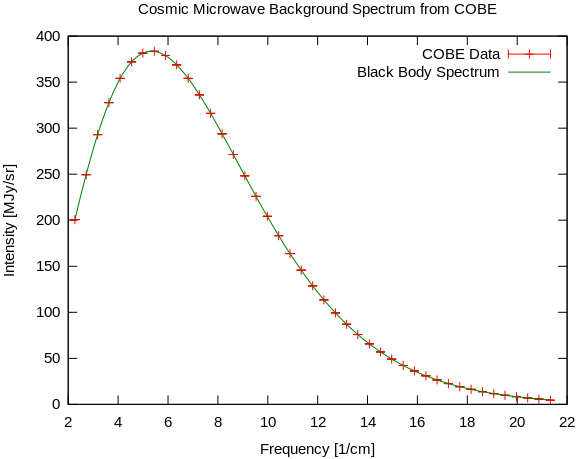 Cosmic Microwave Background Spectrum from COBE
400
350
300
250
200
150
100
50
0
Intensity [MJy/sr]
COBE Data
Black Body Spectrum
2 4 6 8 10 12 14 16 18 20 22
Frequency [1/cm]